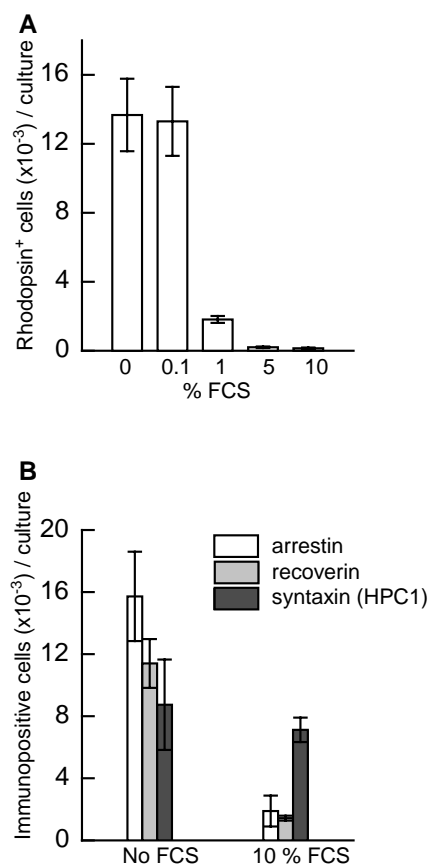 A
Rhodopsin⁺ cells (x10⁻³) / culture
16
12
8
4
0
0 0.1 1 5 10
% FCS
B
Immunopositive cells (x10⁻³) / culture
20
16
12
8
4
0
arrestin
recoverin
syntaxin (HPC1)
No FCS 10 % FCS